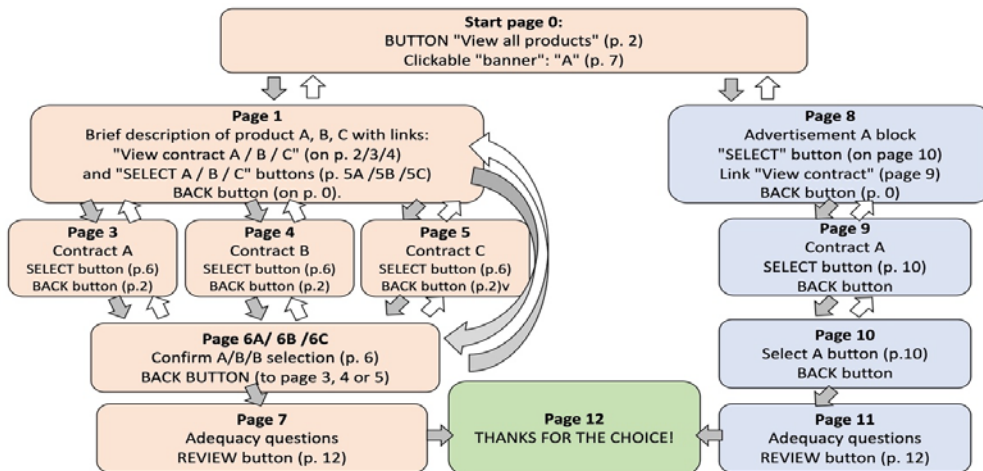 Start page 0:
BUTTON "View all products" (p. 2)
Clickable "banner": "A" (p. 7)
Page 1
Brief description of product A, B, C with links:
"View contract A / B / C" (on p. 2/3/4)
and "SELECT A / B / C" buttons (p. 5A /5B /5C)
BACK button (on p. 0).
Page 8
Advertisement A block
"SELECT" button (on page 10)
Link "View contract" (page 9)
BACK button (p. 0)
Page 3
Contract A
SELECT button (p.6)
BACK button (p.2)
Page 4
Contract B
SELECT button (p.6)
BACK button (p.2)
Page 5
Contract C
SELECT button (p.6)
BACK button (p.2)v
Page 9
Contract A
SELECT button (p. 10)
BACK button
Page 6A/ 6B /6C
Confirm A/B/B selection (p. 6)
BACK BUTTON (to page 3, 4 or 5)
Page 10
Select A button (p.10)
BACK button
Page 7
Adequacy questions
REVIEW button (p. 12)
Page 12
THANKS FOR THE CHOICE!
Page 11
Adequacy questions
REVIEW button (p. 12)